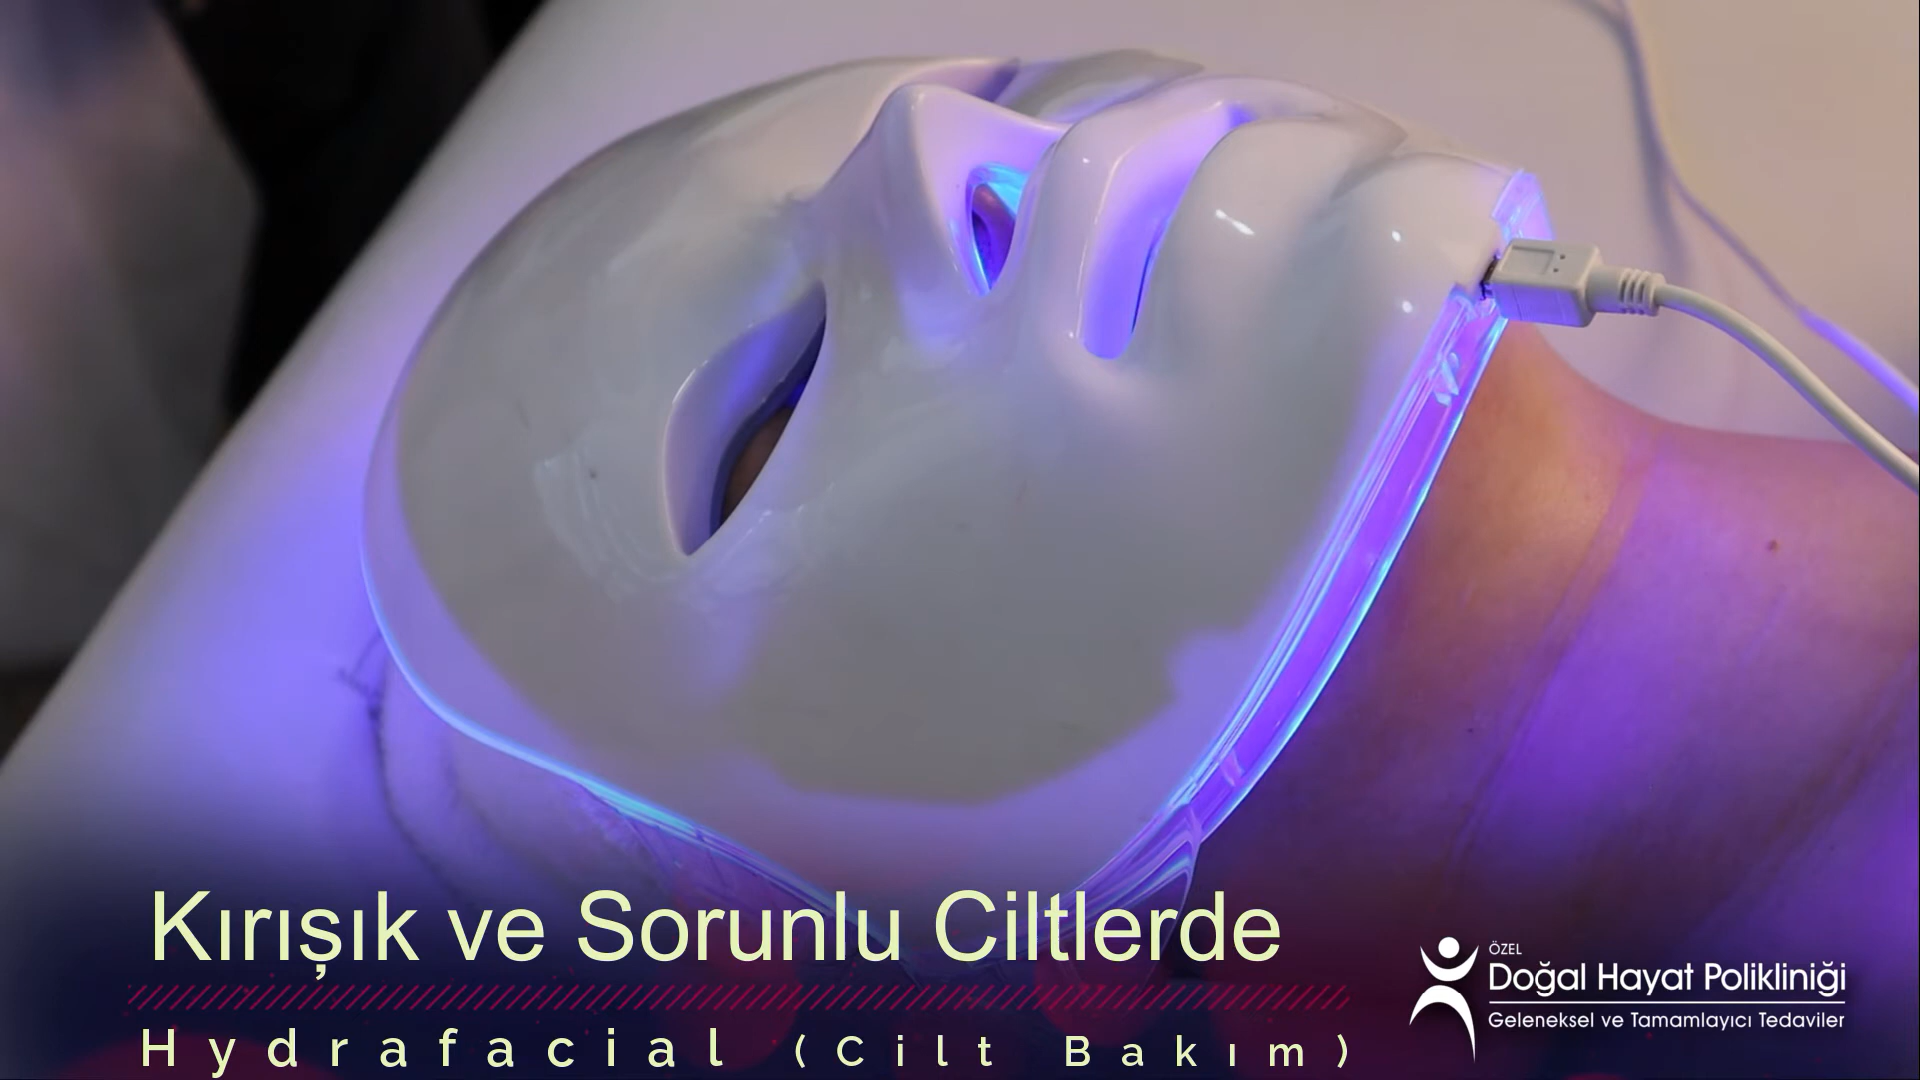 Kırışık ve Sorunlu Ciltlerde
Hydrafacial (Cilt Bakım)
ÖZEL
Doğal Hayat Polikliniği
Geleneksel ve Tamamlayıcı Tedaviler